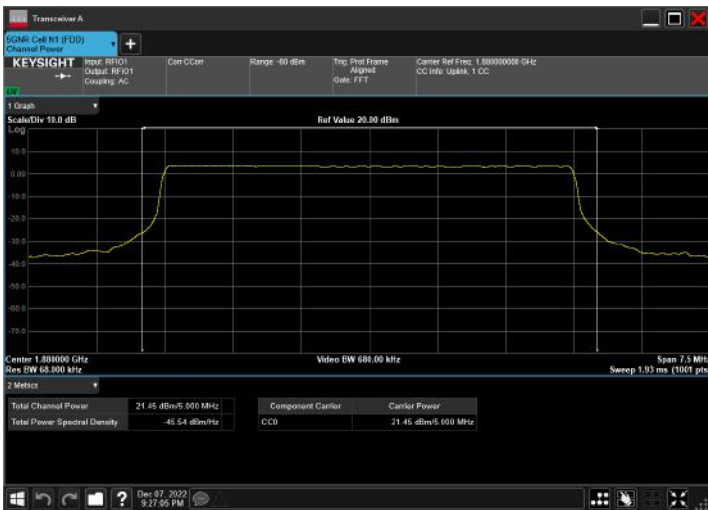 Transceiver A
5GNR Cell N1 (FDD)
Channel Power
+
KEYSIGHT
Input: RFIO1
Output: RFIO1
Coupling: AC
Corr CCorr
Range: -60 dBm
Trig: Prot Frame
Aligned
Gate: FFT
Carrier Ref Freq: 1.880000000 GHz
CC Info: Uplink, 1 CC
1 Graph
Scale/Div 10.0 dB
Ref Value 20.00 dBm
Log
10.0
0.00
-10.0
-20.0
-30.0
-40.0
-50.0
-60.0
-70.0
Center 1.880000 GHz
Video BW 680.00 kHz
Span 7.5 MHz
Res BW 68.000 kHz
Sweep 1.93 ms (1001 pts
2 Metrics
Total Channel Power 21.45 dBm/5.000 MHz
Total Power Spectral Density -45.54 dBm/Hz
Component Carrier Carrier Power
CC0 21.45 dBm/5.000 MHz
?
Dec 07, 2022
9:27:05 PM